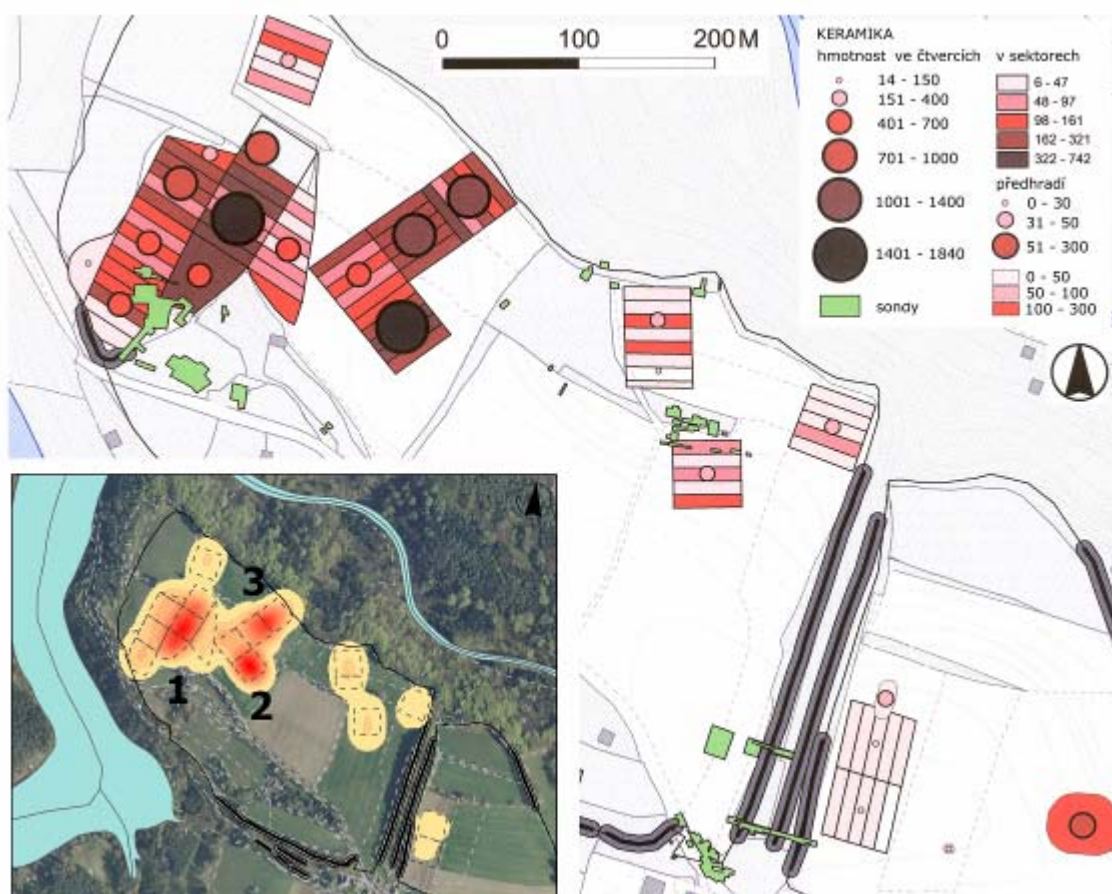 0 100 200 M
KERAMIKA
hmotnost ve čtvercích
14 - 150
151 - 400
401 - 700
701 - 1000
1001 - 1400
1401 - 1840
sondy
v sektorech
6 - 47
48 - 97
98 - 161
162 - 321
322 - 742
předhradí
0 - 30
31 - 50
51 - 300
0 - 50
50 - 100
100 - 300
3
1
2